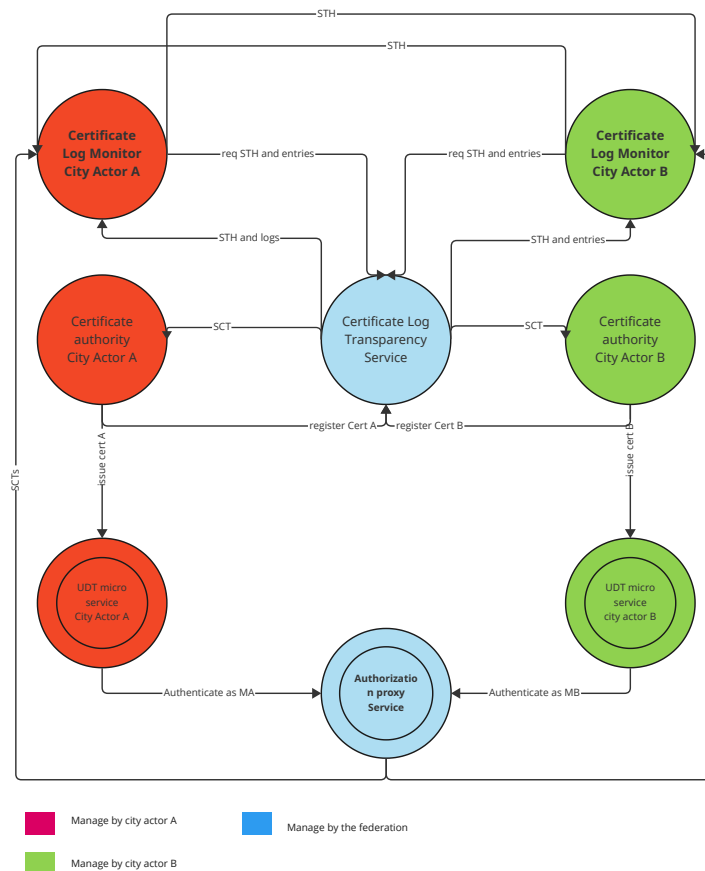 STH
STH
Certificate
Log Monitor
City Actor A
req STH and entries
req STH and entries
Certificate
Log Monitor
City Actor B
STH and logs
STH and entries
Certificate
authority
City Actor A
SCT
Certificate Log
Transparency
Service
SCT
Certificate
authority
City Actor B
register Cert A
register Cert B
issue cert A
issue cert B
SCTs
UDT micro
service
City Actor A
UDT micro
service
city actor B
Authorizatio
n proxy
Service
Authenticate as MA
Authenticate as MB
Manage by city actor A
Manage by the federation
Manage by city actor B